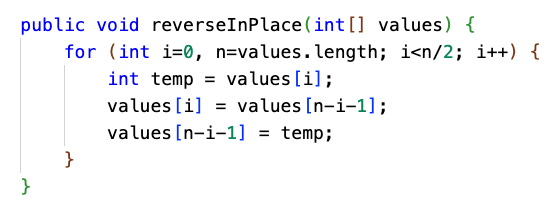 public void reverseInPlace(int[] values) {
    for (int i=0, n=values.length; i<n/2; i++) {
        int temp = values[i];
        values[i] = values[n-i-1];
        values[n-i-1] = temp;
    }
}